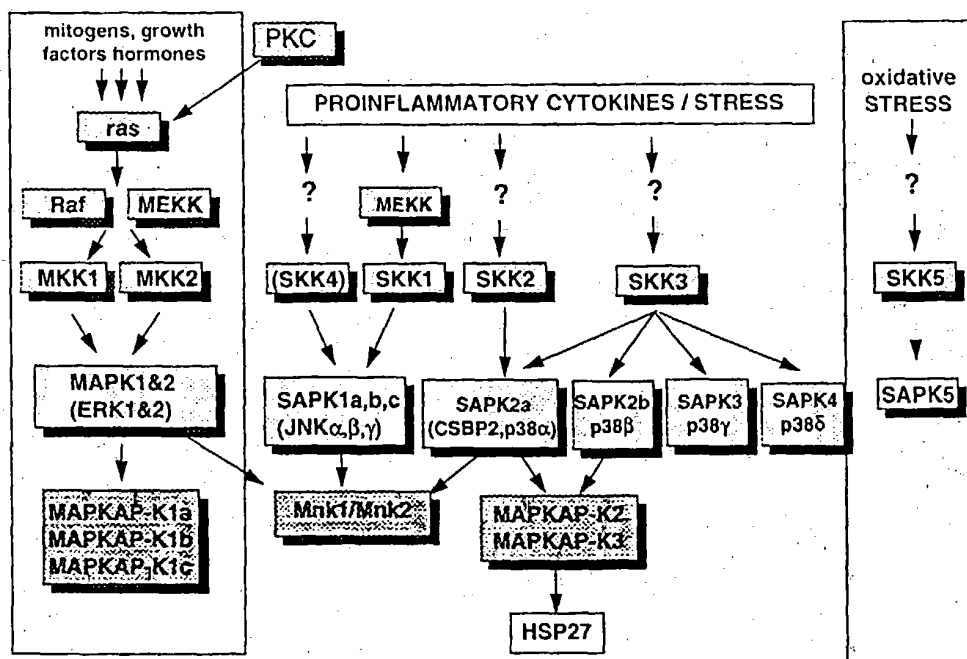 mitogens, growth
factors hormones
PKC
ras
Raf
MEKK
MKK1
MKK2
MAPK1&2
(ERK1&2)
MAPKAP-K1a
MAPKAP-K1b
MAPKAP-K1c
PROINFLAMMATORY CYTOKINES / STRESS
?
MEKK
?
?
(SKK4)
SKK1
SKK2
SKK3
SAPK1a,b,c
(JNKα,β,γ)
SAPK2a
(CSBP2,p38α)
SAPK2b
p38β
SAPK3
p38γ
SAPK4
p38δ
Mnk1/Mnk2
MAPKAP-K2
MAPKAP-K3
HSP27
oxidative
STRESS
?
SKK5
SAPK5